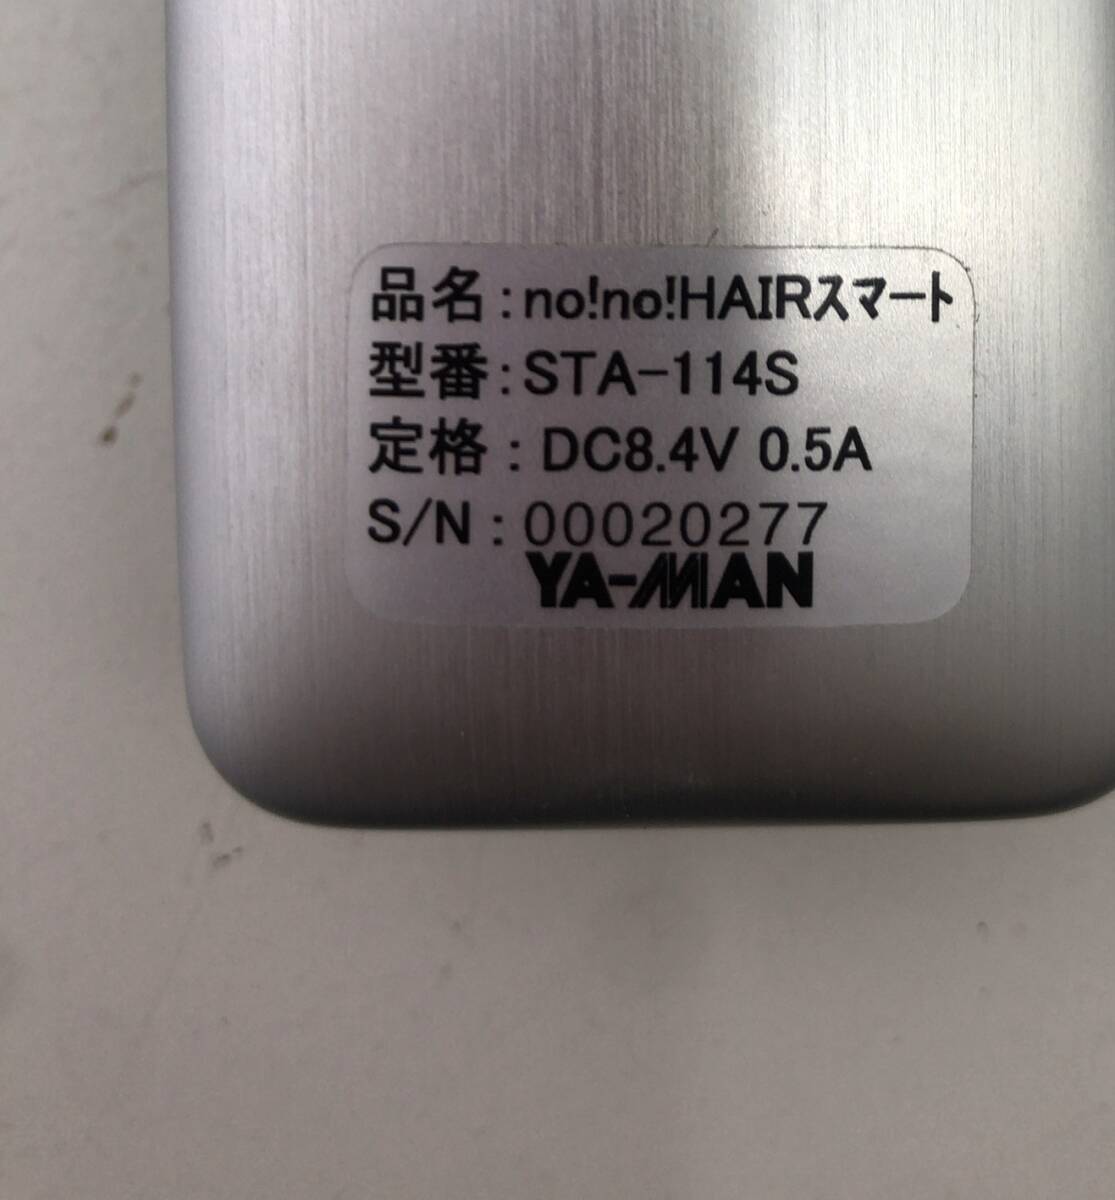 品名:no!no!HAIRスマート
型番:STA-114S
定格:DC8.4V 0.5A
S/N:00020277
YA-MAN